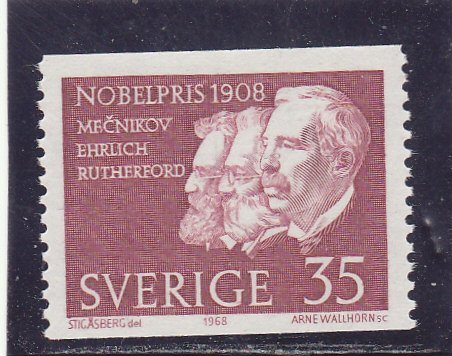 NOBELPRIS 1908
MEČNIKOV
EHRLICH
RUTHERFORD
SVERIGE 35
STIG ÅSBERG del 1968 ARNE WALLHORN SC